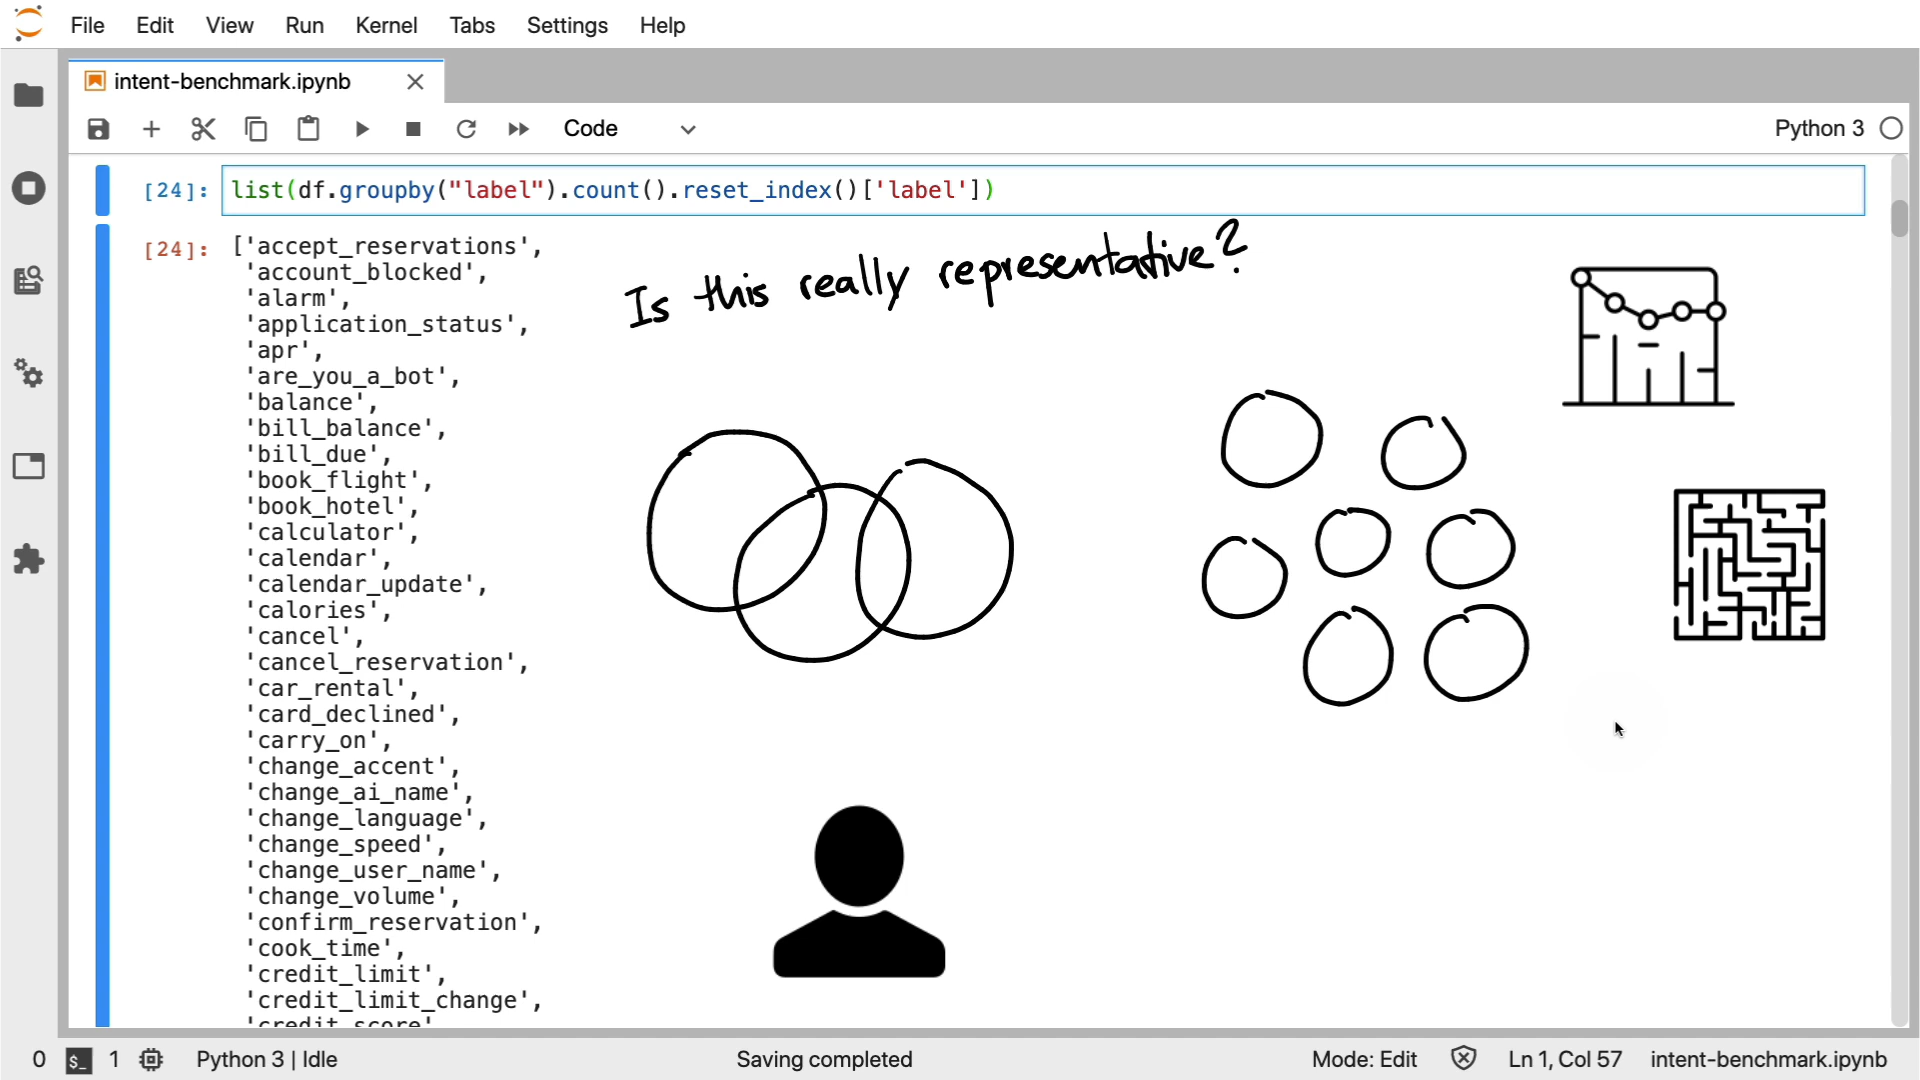 File Edit View Run Kernel Tabs Settings Help
intent-benchmark.ipynb
Code
Python 3
[24]: list(df.groupby("label").count().reset_index()['label'])
[24]: ['accept_reservations',
'account_blocked',
'alarm',
'application_status',
'apr',
'are_you_a_bot',
'balance',
'bill_balance',
'bill_due',
'book_flight',
'book_hotel',
'calculator',
'calendar',
'calendar_update',
'calories',
'cancel',
'cancel_reservation',
'car_rental',
'card_declined',
'carry_on',
'change_accent',
'change_ai_name',
'change_language',
'change_speed',
'change_user_name',
'change_volume',
'confirm_reservation',
'cook_time',
'credit_limit',
'credit_limit_change',
'credit_score'
Is this really representative?
0 $_ 1 Python 3 | Idle Saving completed Mode: Edit Ln 1, Col 57 intent-benchmark.ipynb